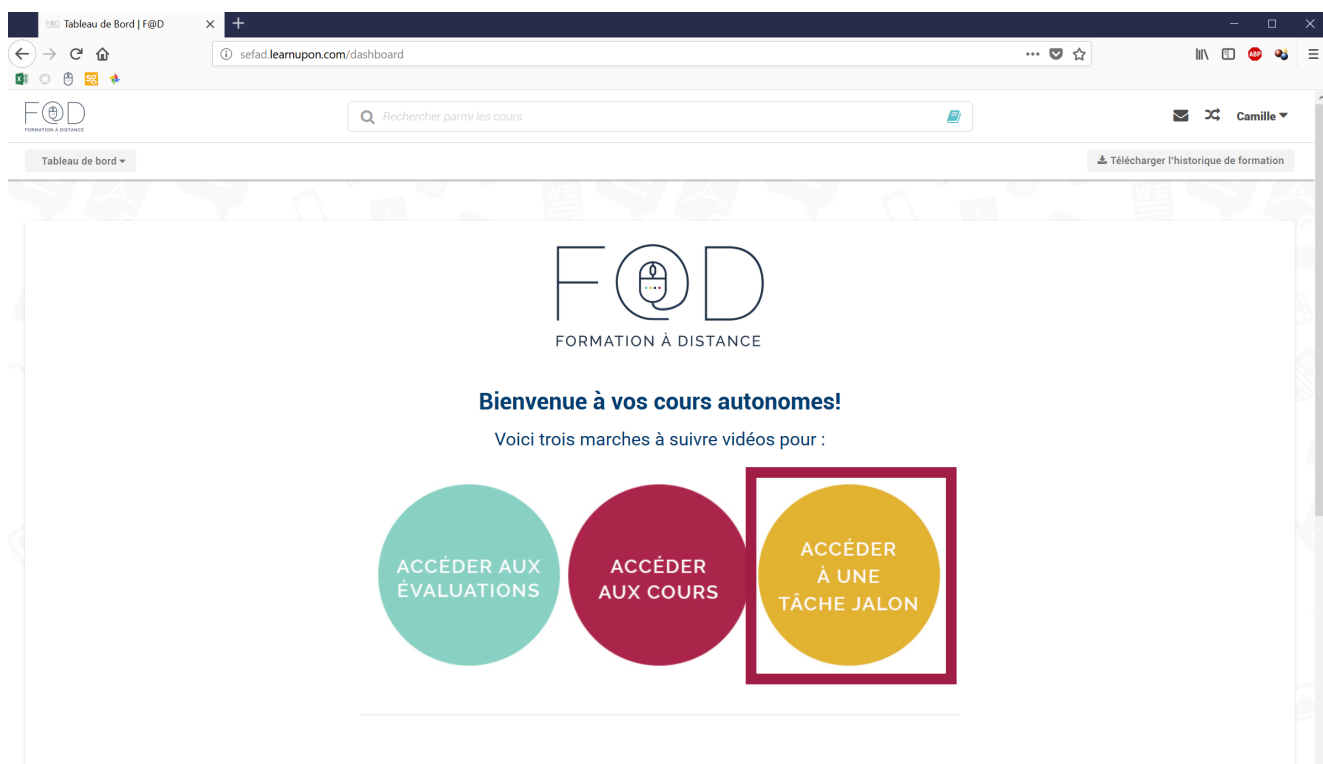 Tableau de Bord | F@D
sefad.learnupon.com/dashboard
ABP
F@D
FORMATION À DISTANCE
Rechercher parmi les cours
Camille
Tableau de bord
Télécharger l'historique de formation
F@D
FORMATION À DISTANCE
Bienvenue à vos cours autonomes!
Voici trois marches à suivre vidéos pour :
ACCÉDER AUX
ÉVALUATIONS
ACCÉDER
AUX COURS
ACCÉDER
À UNE
TÂCHE JALON